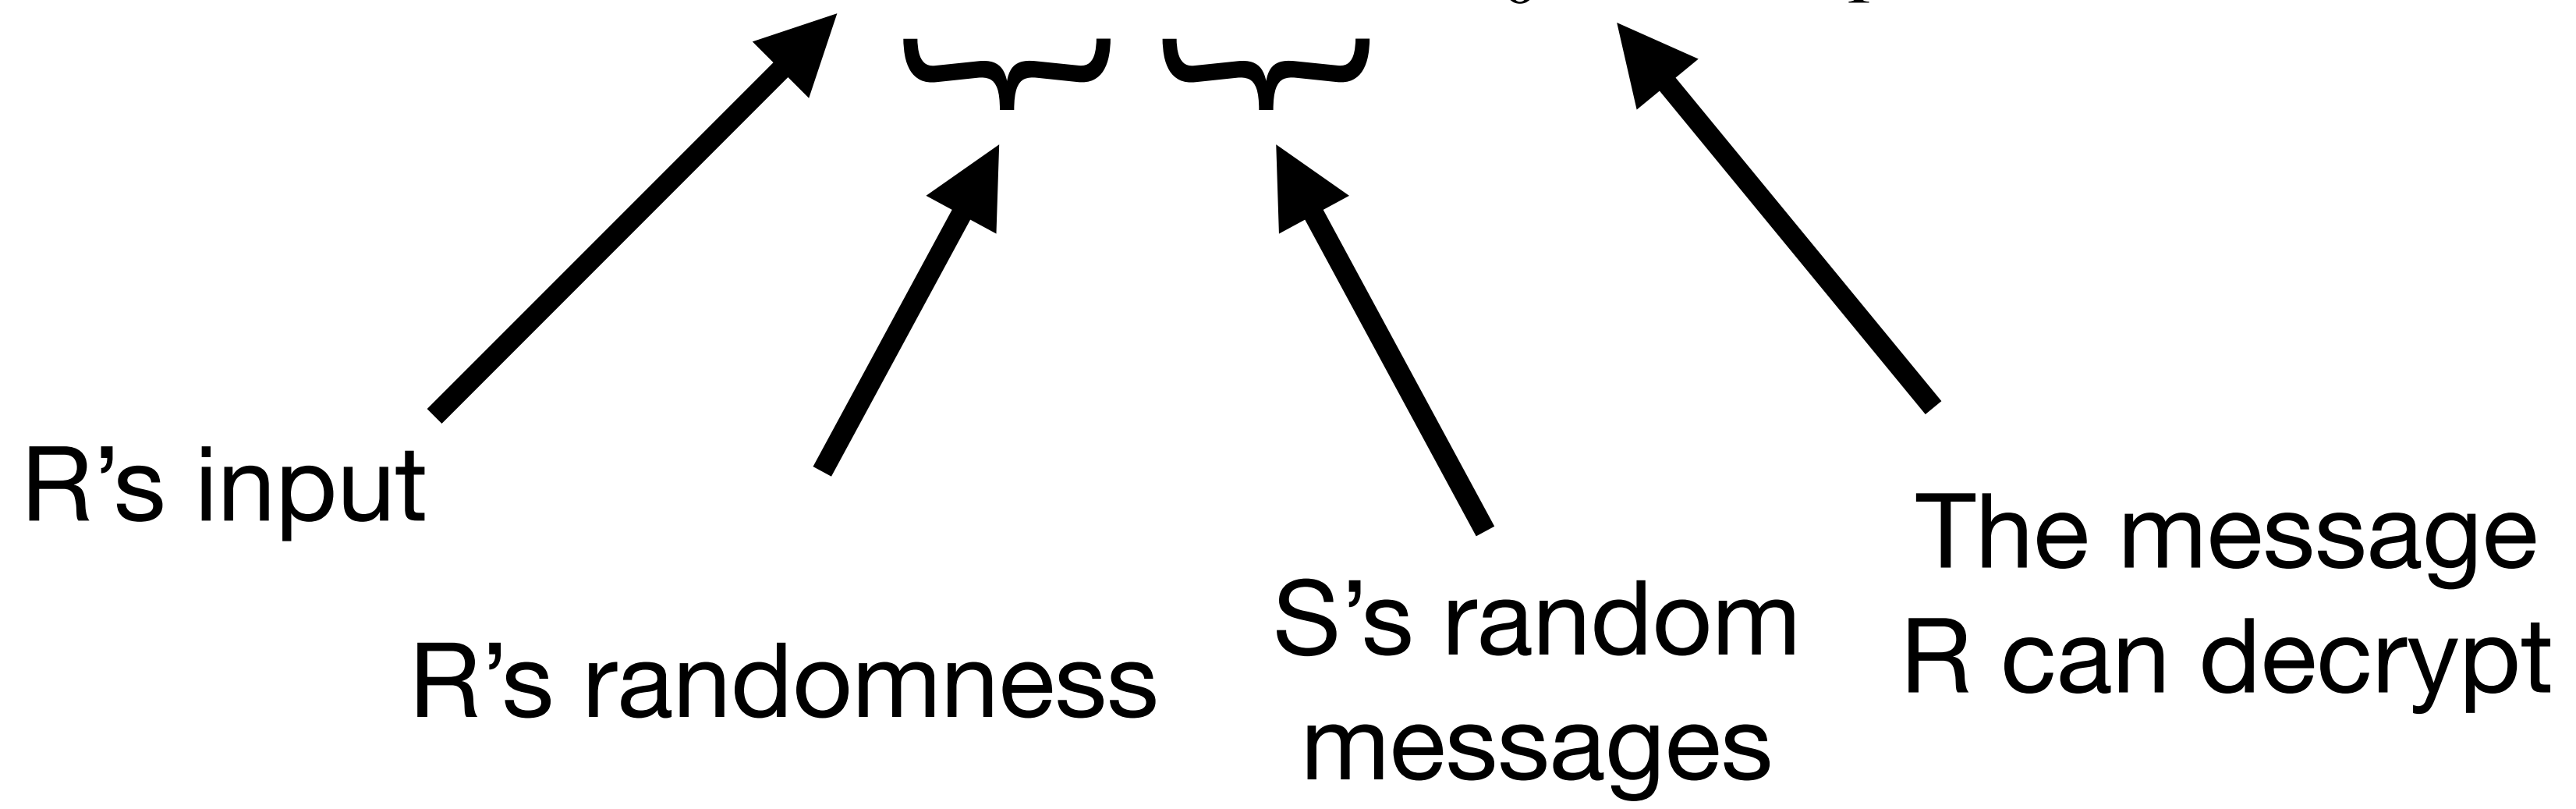 R’s input
R’s randomness
S’s random
messages
The message
R can decrypt